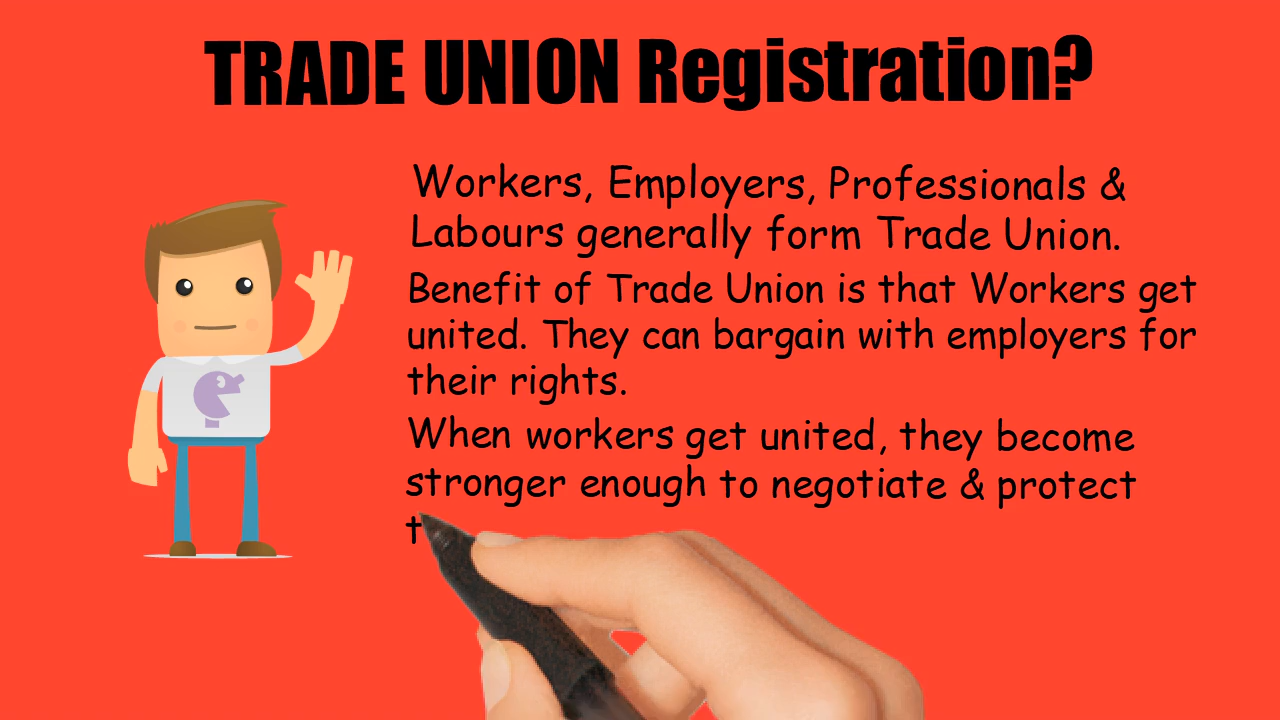 TRADE UNION Registration?
Workers, Employers, Professionals &
Labours generally form Trade Union.
Benefit of Trade Union is that Workers get
united. They can bargain with employers for
their rights.
When workers get united, they become
stronger enough to negotiate & protect
t